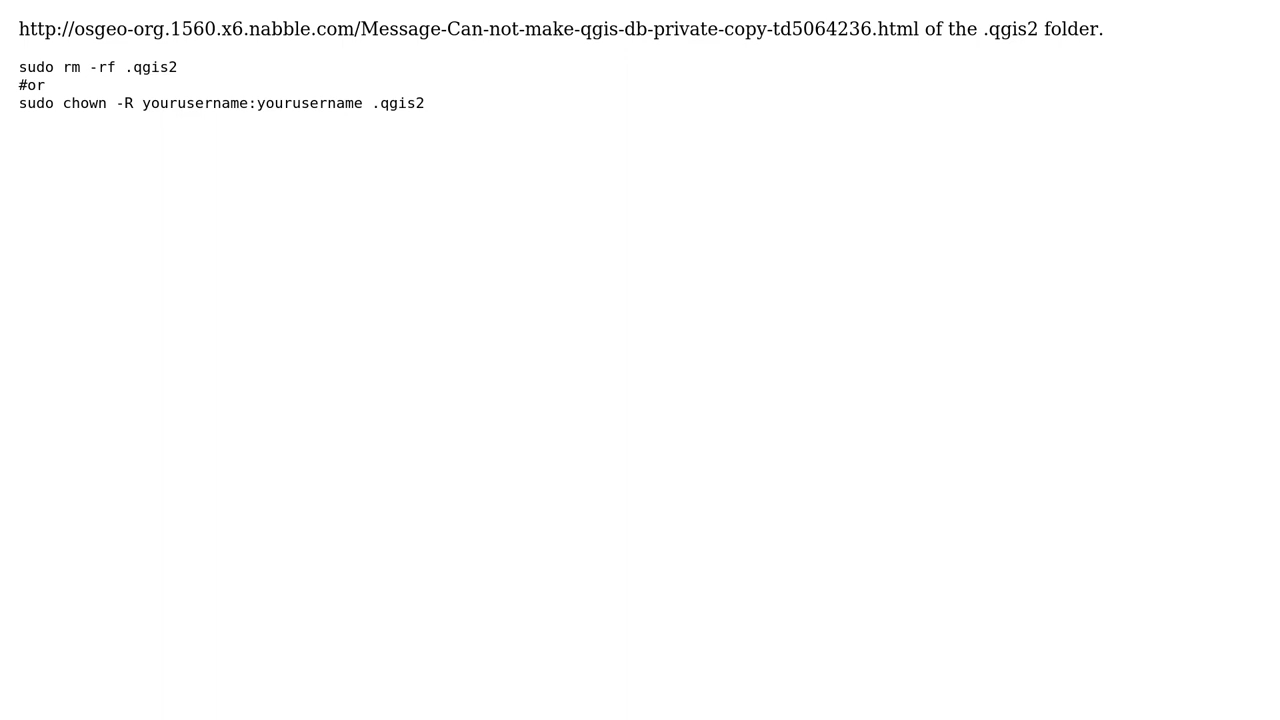 http://osgeo-org.1560.x6.nabble.com/Message-Can-not-make-qgis-db-private-copy-td5064236.html of the .qgis2 folder.
sudo rm -rf .qgis2
#or
sudo chown -R yourusername:yourusername .qgis2